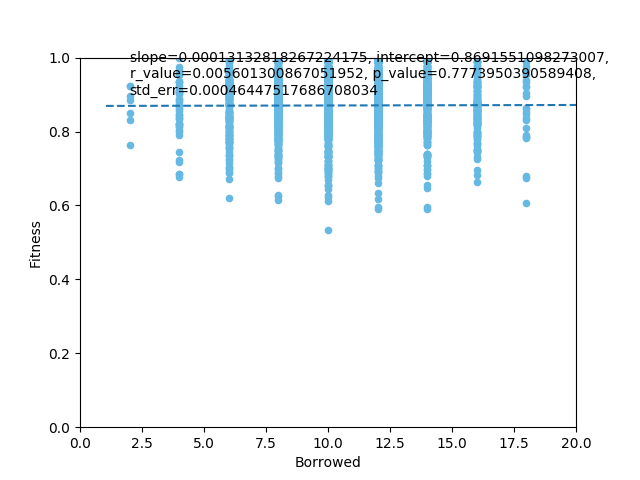 slope=0.00013132818267224175, intercept=0.8691551098273007,
r_value=0.005601300867051952, p_value=0.7773950390589408,
std_err=0.00046447517686708034
1.0
0.8
0.6
0.4
0.2
0.0
Fitness
0.0 2.5 5.0 7.5 10.0 12.5 15.0 17.5 20.0
Borrowed